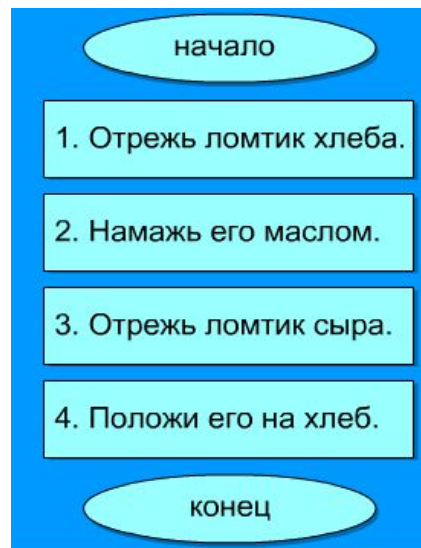 начало
1. Отрежь ломтик хлеба.
2. Намажь его маслом.
3. Отрежь ломтик сыра.
4. Положи его на хлеб.
конец